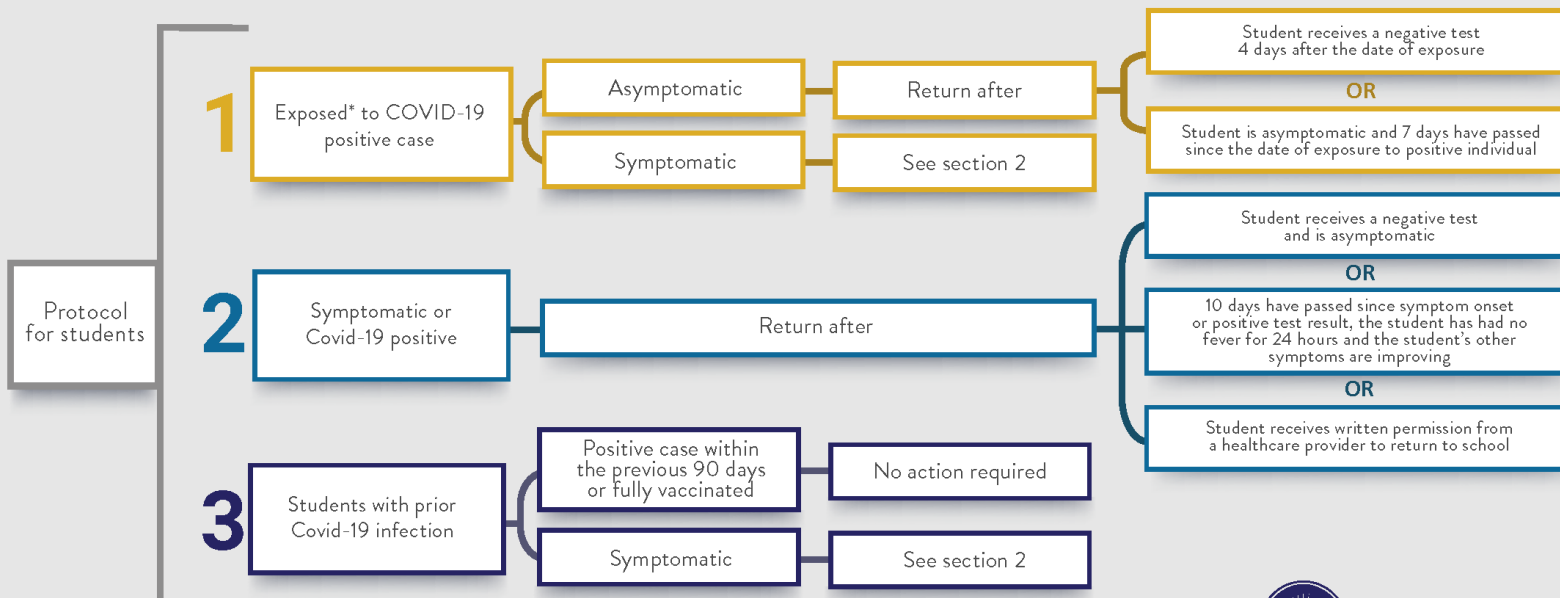 Protocol
for students
1
Exposed* to COVID-19
positive case
Asymptomatic
Return after
Student receives a negative test
4 days after the date of exposure
OR
Student is asymptomatic and 7 days have passed
since the date of exposure to positive individual
Symptomatic
See section 2
2
Symptomatic or
Covid-19 positive
Return after
Student receives a negative test
and is asymptomatic
OR
10 days have passed since symptom onset
or positive test result, the student has had no
fever for 24 hours and the student's other
symptoms are improving
OR
Student receives written permission from
a healthcare provider to return to school
3
Students with prior
Covid-19 infection
Positive case within
the previous 90 days
or fully vaccinated
No action required
Symptomatic
See section 2